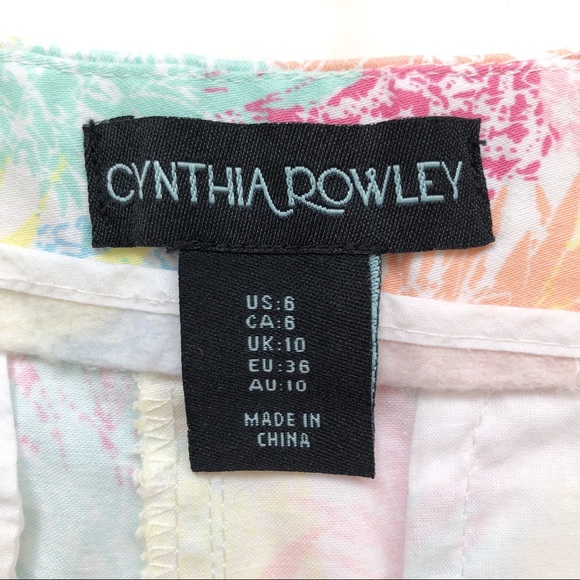 CYNTHIA ROWLEY
US:6
CA:6
UK:10
EU:36
AU:10
MADE IN
CHINA